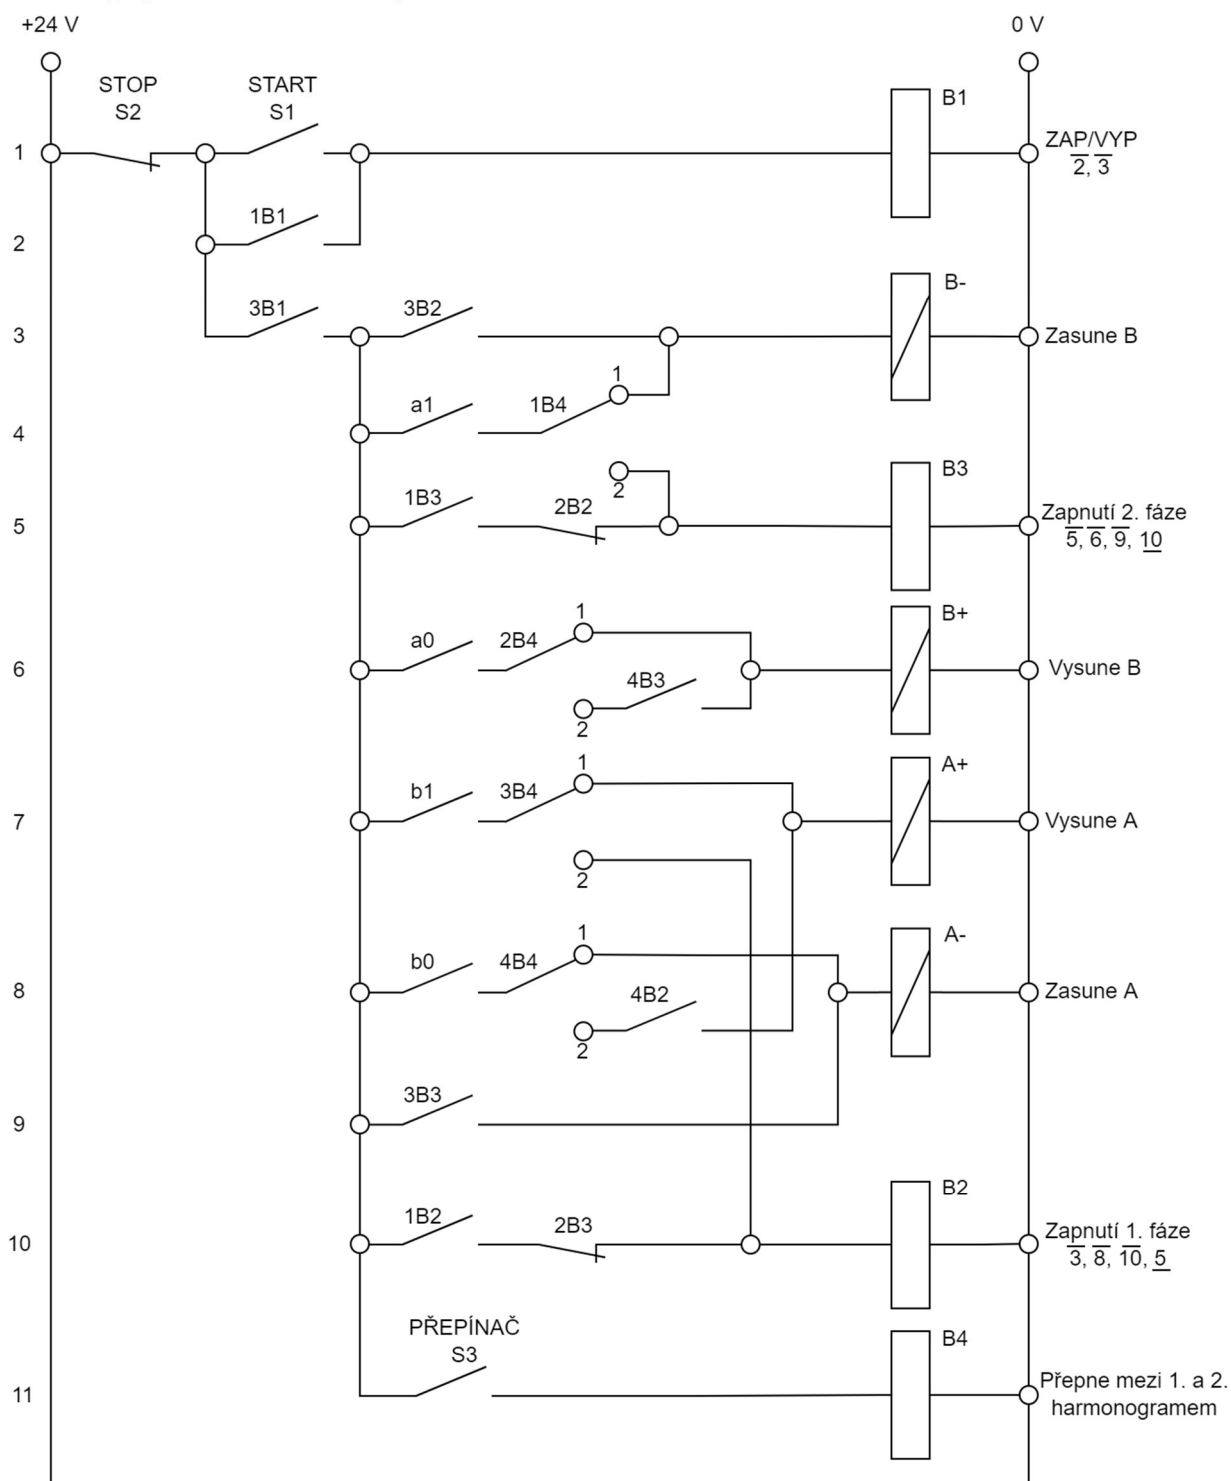 +24 V
0 V
STOP
S2
START
S1
B1
1
ZAP/VYP
2, 3
1B1
2
B-
3B1
3B2
3
Zasune B
1
a1
1B4
4
2
B3
1B3
2B2
5
Zapnutí 2. fáze
5, 6, 9, 10
B+
1
a0
2B4
6
Vysune B
4B3
2
A+
1
b1
3B4
7
Vysune A
2
A-
1
b0
4B4
8
4B2
Zasune A
2
3B3
9
B2
1B2
2B3
10
Zapnutí 1. fáze
3, 8, 10, 5
PŘEPÍNAČ
S3
B4
11
Přepne mezi 1. a 2.
harmonogramem